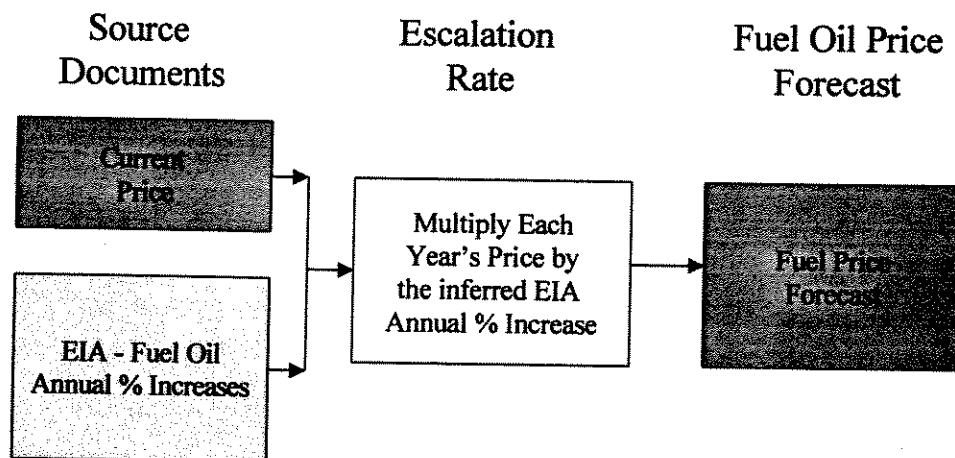 Source
Documents
Escalation
Rate
Fuel Oil Price
Forecast
Current
Price
EIA - Fuel Oil
Annual % Increases
Multiply Each
Year's Price by
the inferred EIA
Annual % Increase
Fuel Price
Forecast